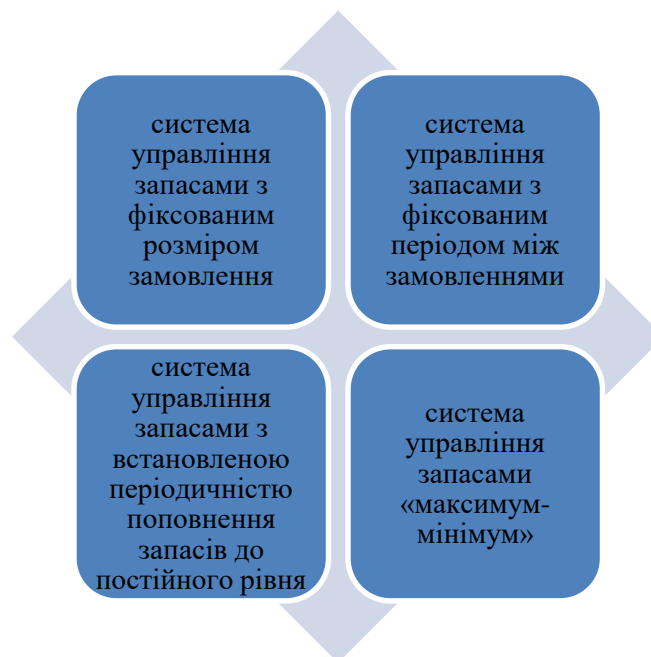 система
управління
запасами з
фіксованим
розміром
замовлення
система
управління
запасами з
фіксованим
періодом між
замовленнями
система
управління
запасами з
встановленою
періодичністю
поповнення
запасів до
постійного рівня
система
управління
запасами
«максимум-
мінімум»